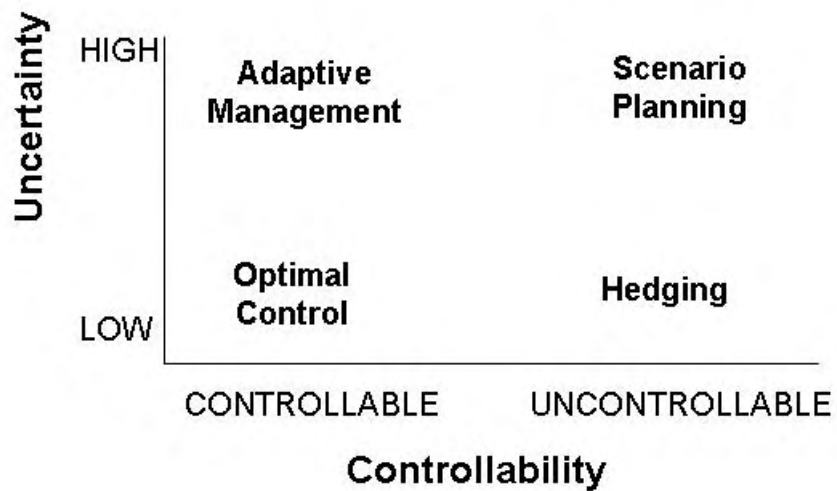 Uncertainty
HIGH
Adaptive
Management
Scenario
Planning
Optimal
Control
Hedging
LOW
CONTROLLABLE
UNCONTROLLABLE
Controllability